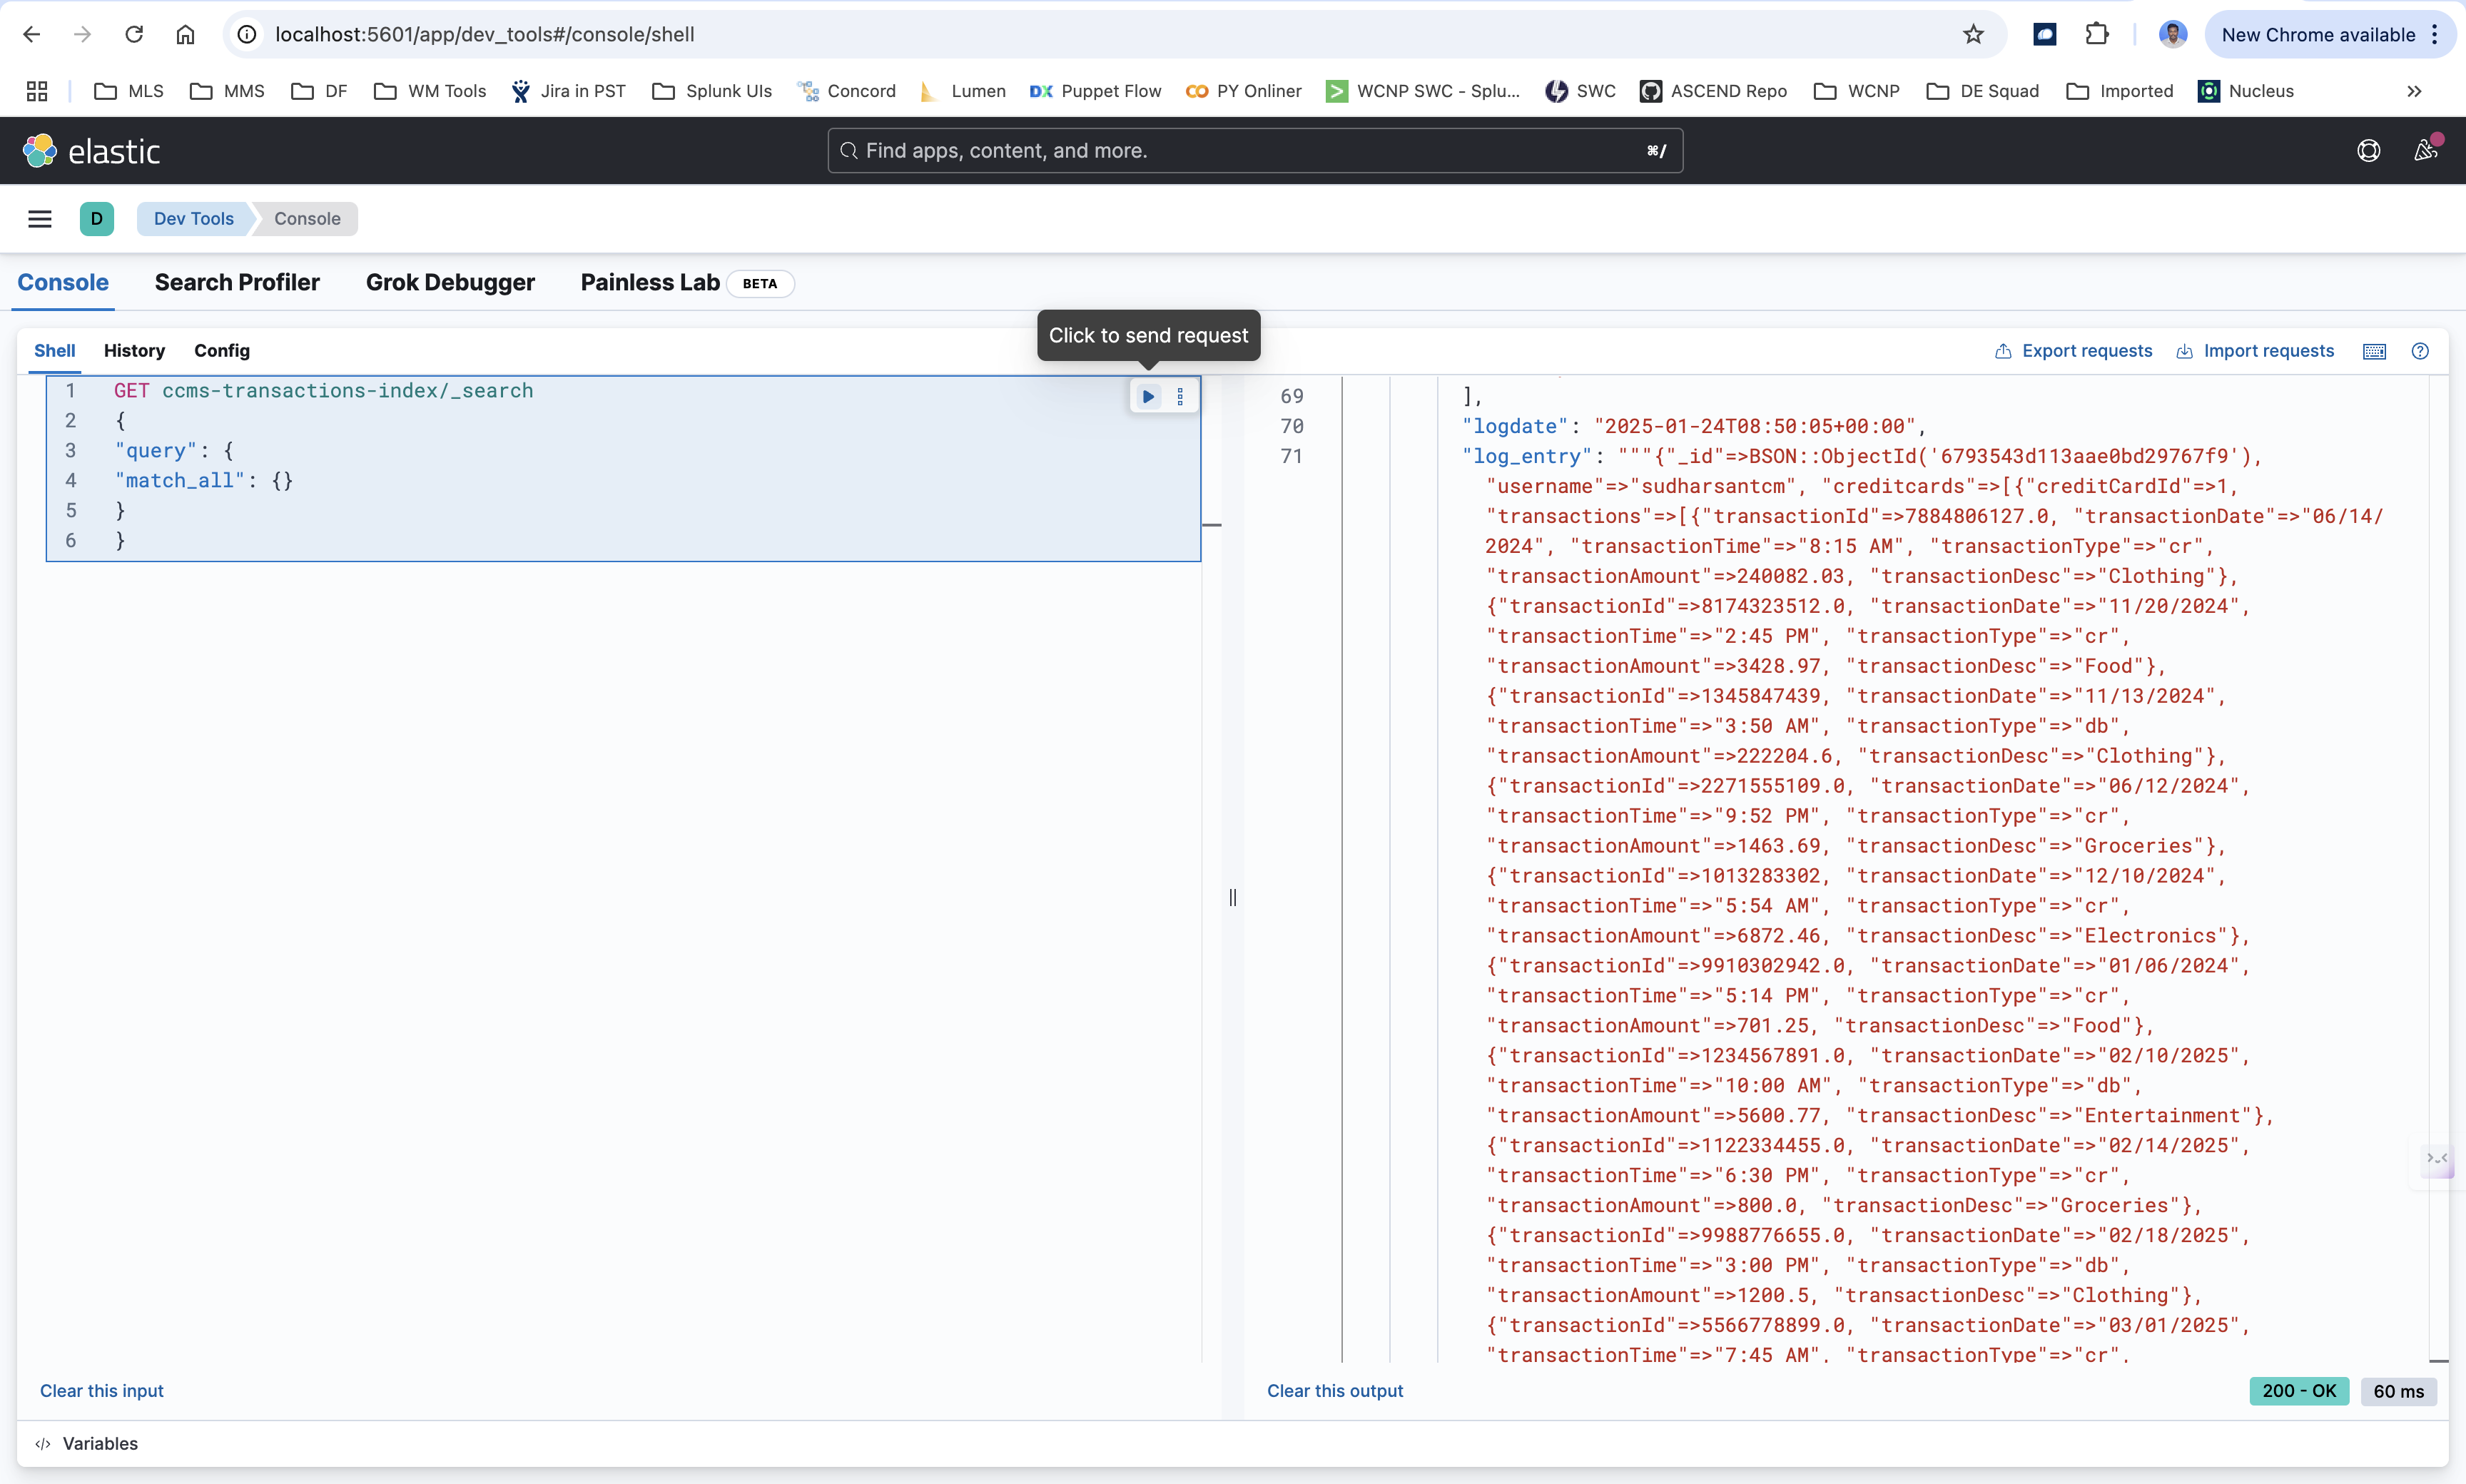 localhost:5601/app/dev_tools#/console/shell
New Chrome available
MLS MMS DF WM Tools Jira in PST Splunk UIs Concord Lumen DX Puppet Flow PY Onliner WCNP SWC - Splu... SWC ASCEND Repo WCNP DE Squad Imported Nucleus
elastic
Find apps, content, and more. ⌘/
D Dev Tools Console
Console Search Profiler Grok Debugger Painless Lab BETA
Click to send request
Shell History Config Export requests Import requests
1 GET ccms-transactions-index/_search
2 {
3 "query": {
4 "match_all": {}
5 }
6 }
69 ],
70 "logdate": "2025-01-24T08:50:05+00:00",
71 "log_entry": """{"_id"=>BSON::ObjectId('6793543d113aae0bd29767f9'),
"username"=>"sudharsantcm", "creditcards"=>[{"creditCardId"=>1,
"transactions"=>[{"transactionId"=>7884806127.0, "transactionDate"=>"06/14/
2024", "transactionTime"=>"8:15 AM", "transactionType"=>"cr",
"transactionAmount"=>240082.03, "transactionDesc"=>"Clothing"},
{"transactionId"=>8174323512.0, "transactionDate"=>"11/20/2024",
"transactionTime"=>"2:45 PM", "transactionType"=>"cr",
"transactionAmount"=>3428.97, "transactionDesc"=>"Food"},
{"transactionId"=>1345847439, "transactionDate"=>"11/13/2024",
"transactionTime"=>"3:50 AM", "transactionType"=>"db",
"transactionAmount"=>222204.6, "transactionDesc"=>"Clothing"},
{"transactionId"=>2271555109.0, "transactionDate"=>"06/12/2024",
"transactionTime"=>"9:52 PM", "transactionType"=>"cr",
"transactionAmount"=>1463.69, "transactionDesc"=>"Groceries"},
{"transactionId"=>1013283302, "transactionDate"=>"12/10/2024",
"transactionTime"=>"5:54 AM", "transactionType"=>"cr",
"transactionAmount"=>6872.46, "transactionDesc"=>"Electronics"},
{"transactionId"=>9910302942.0, "transactionDate"=>"01/06/2024",
"transactionTime"=>"5:14 PM", "transactionType"=>"cr",
"transactionAmount"=>701.25, "transactionDesc"=>"Food"},
{"transactionId"=>1234567891.0, "transactionDate"=>"02/10/2025",
"transactionTime"=>"10:00 AM", "transactionType"=>"db",
"transactionAmount"=>5600.77, "transactionDesc"=>"Entertainment"},
{"transactionId"=>1122334455.0, "transactionDate"=>"02/14/2025",
"transactionTime"=>"6:30 PM", "transactionType"=>"cr",
"transactionAmount"=>800.0, "transactionDesc"=>"Groceries"},
{"transactionId"=>9988776655.0, "transactionDate"=>"02/18/2025",
"transactionTime"=>"3:00 PM", "transactionType"=>"db",
"transactionAmount"=>1200.5, "transactionDesc"=>"Clothing"},
{"transactionId"=>5566778899.0, "transactionDate"=>"03/01/2025",
"transactionTime"=>"7:45 AM", "transactionType"=>"cr",
Clear this input
Clear this output
200 - OK 60 ms
Variables